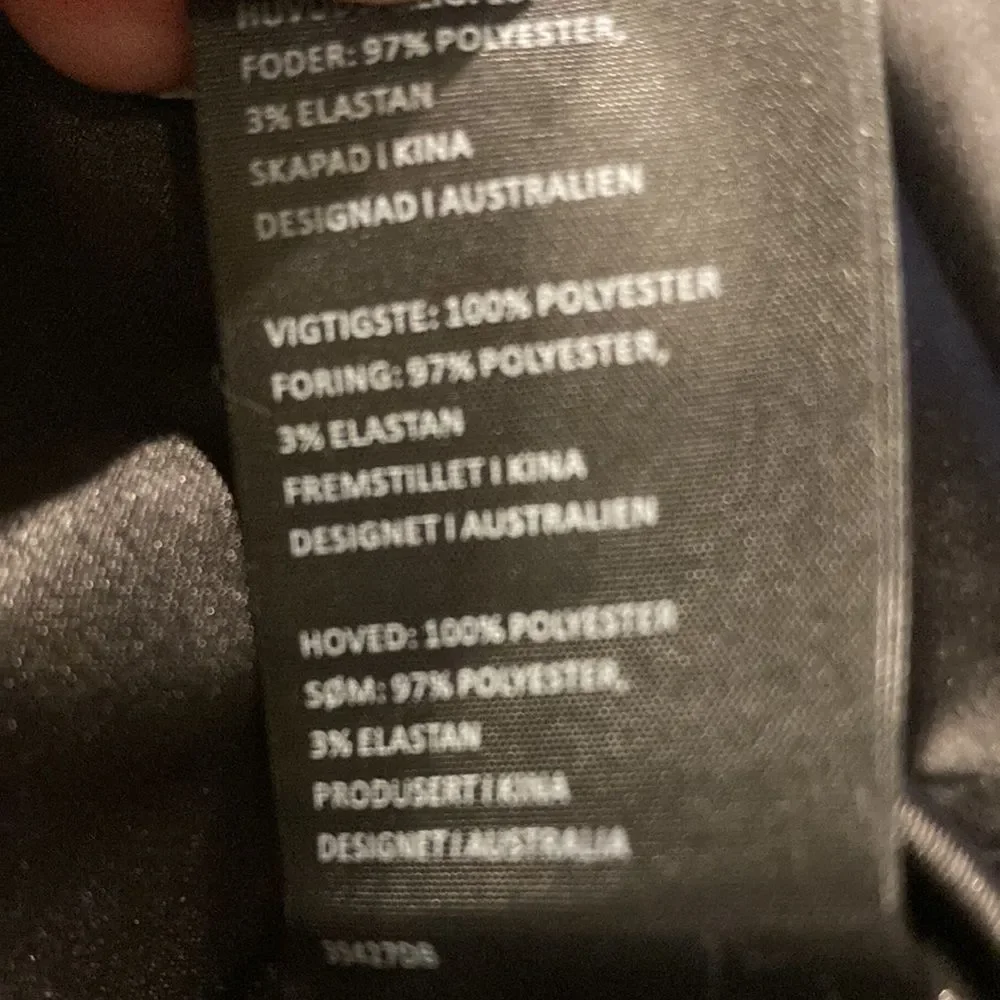 FODER: 97% POLYESTER,
3% ELASTAN
SKAPAD I KINA
DESIGNAD I AUSTRALIEN
VIGTIGSTE: 100% POLYESTER
FORING: 97% POLYESTER,
3% ELASTAN
FREMSTILLET I KINA
DESIGNET I AUSTRALIEN
HOVED: 100% POLYESTER
SØM: 97% POLYESTER,
3% ELASTAN
PRODUSERT I KINA
DESIGNET I AUSTRALIA